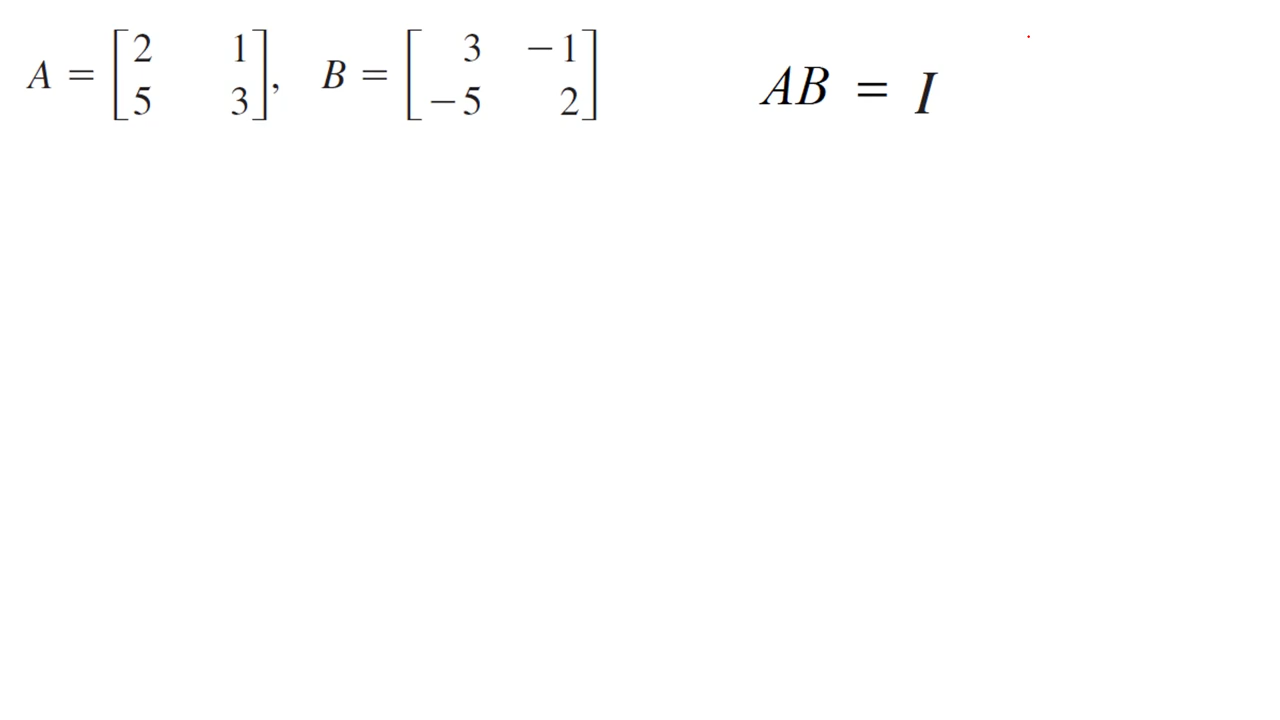 A = [2 1; 5 3], B = [3 −1; −5 2] AB = I